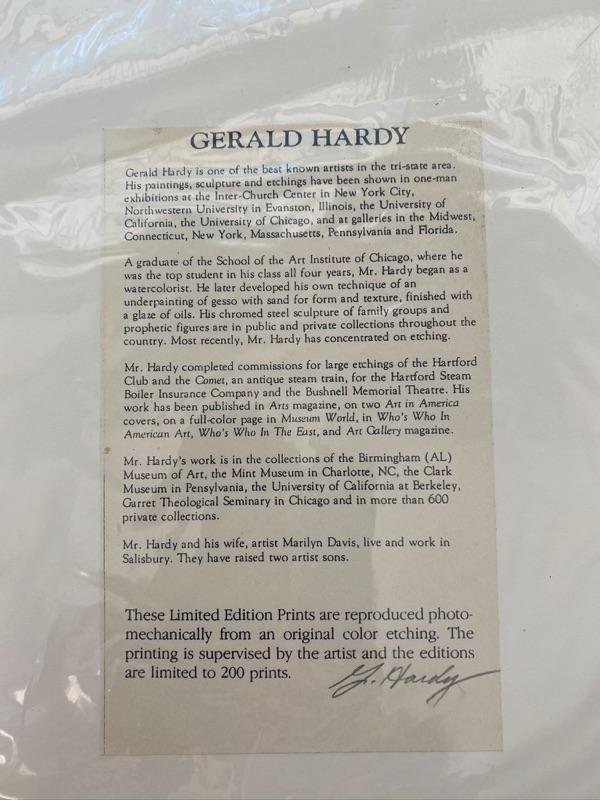 GERALD HARDY
Gerald Hardy is one of the best known artists in the tri-state area.
His paintings, sculpture and etchings have been shown in one-man
exhibitions at the Inter-Church Center in New York City,
Northwestern University in Evanston, Illinois, the University of
California, the University of Chicago, and at galleries in the Midwest,
Connecticut, New York, Massachusetts, Pennsylvania and Florida.
A graduate of the School of the Art Institute of Chicago, where he
was the top student in his class all four years, Mr. Hardy began as a
watercolorist. He later developed his own technique of an
underpainting of gesso with sand for form and texture, finished with
a glaze of oils. His chromed steel sculpture of family groups and
prophetic figures are in public and private collections throughout the
country. Most recently, Mr. Hardy has concentrated on etching.
Mr. Hardy completed commissions for large etchings of the Hartford
Club and the Comet, an antique steam train, for the Hartford Steam
Boiler Insurance Company and the Bushnell Memorial Theatre. His
work has been published in Arts magazine, on two Art in America
covers, on a full-color page in Museum World, in Who's Who In
American Art, Who's Who In The East, and Art Gallery magazine.
Mr. Hardy's work is in the collections of the Birmingham (AL)
Museum of Art, the Mint Museum in Charlotte, NC, the Clark
Museum in Pensylvania, the University of California at Berkeley,
Garret Theological Seminary in Chicago and in more than 600
private collections.
Mr. Hardy and his wife, artist Marilyn Davis, live and work in
Salisbury. They have raised two artist sons.
These Limited Edition Prints are reproduced photo-
mechanically from an original color etching. The
printing is supervised by the artist and the editions
are limited to 200 prints.
G. Hardy